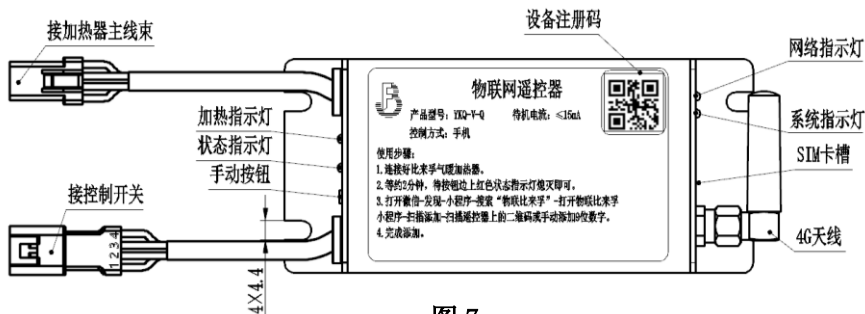 设备注册码
接加热器主线束
网络指示灯
物联网遥控器
产品型号：YKQ-V-Q 待机电流：≤15mA
控制方式：手机
加热指示灯
系统指示灯
状态指示灯
使用步骤：
SIM卡槽
1.连接好比来孚气暖加热器。
手动按钮
2.等约2分钟，待按钮边上红色状态指示灯熄灭即可。
接控制开关
3.打开微信-发现-小程序-搜索“物联比来孚”-打开物联比来孚
小程序-扫描添加-扫描遥控器上的二维码或手动添加9位数字。
4.完成添加。
1234
4G天线
4×4.4
图 7